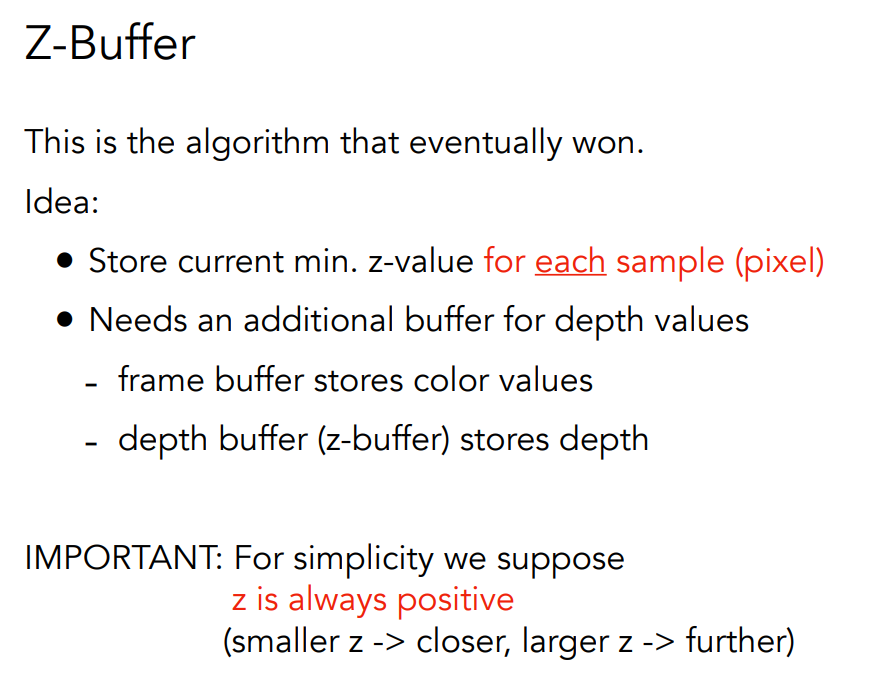 Z-Buffer
This is the algorithm that eventually won.
Idea:
• Store current min. z-value for each sample (pixel)
• Needs an additional buffer for depth values
- frame buffer stores color values
- depth buffer (z-buffer) stores depth
IMPORTANT: For simplicity we suppose
z is always positive
(smaller z -> closer, larger z -> further)